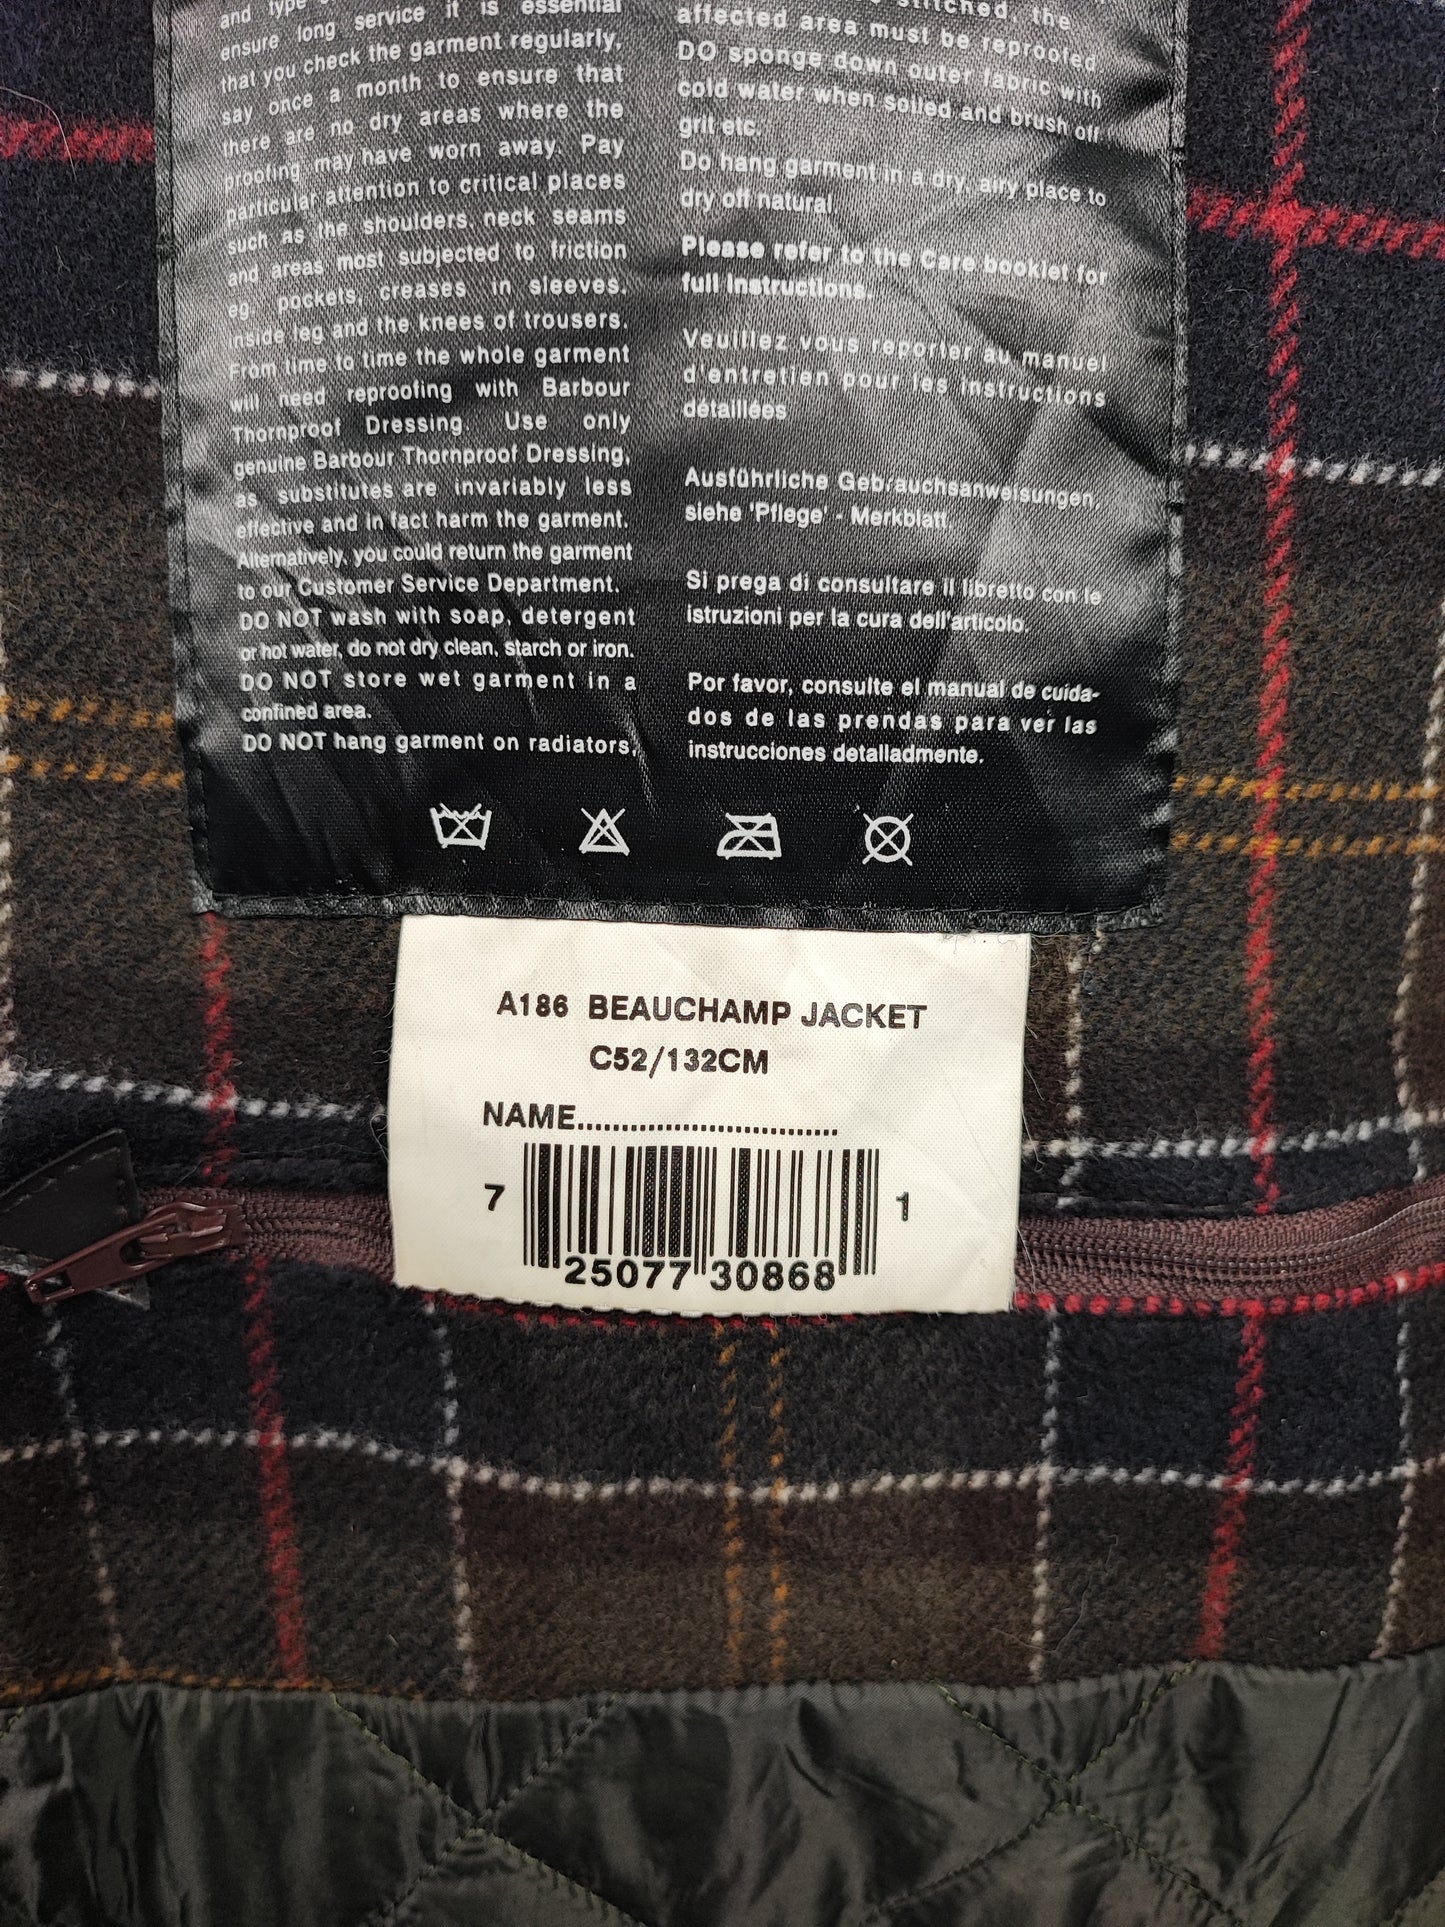 and type
ensure long service it is essential
that you check the garment regularly,
say once a month to ensure that
there are no dry areas where the
proofing may have worn away. Pay
particular attention to critical places
such as the shoulders, neck seams
and areas most subjected to friction
eg. pockets, creases in sleeves,
inside leg and the knees of trousers.
From time to time the whole garment
will need reproofing with Barbour
Thornproof Dressing. Use only
genuine Barbour Thornproof Dressing,
as substitutes are invariably less
effective and in fact harm the garment.
Alternatively, you could return the garment
to our Customer Service Department.
DO NOT wash with soap, detergent
or hot water, do not dry clean, starch or iron.
DO NOT store wet garment in a
confined area.
DO NOT hang garment on radiators.
stitched, the
affected area must be reproofed
DO sponge down outer fabric with
cold water when soiled and brush off
grit etc.
Do hang garment in a dry, airy place to
dry off natural.
Please refer to the Care booklet for
full instructions.
Veuillez vous reporter au manuel
d'entretien pour les instructions
détaillées
Ausführliche Gebrauchsanweisungen,
siehe 'Pflege' - Merkblatt.
Si prega di consultare il libretto con le
istruzioni per la cura dell'articolo.
Por favor, consulte el manual de cuida-
dos de las prendas para ver las
instrucciones detalladmente.
A186 BEAUCHAMP JACKET
C52/132CM
NAME..............................
7 25077 30868 1